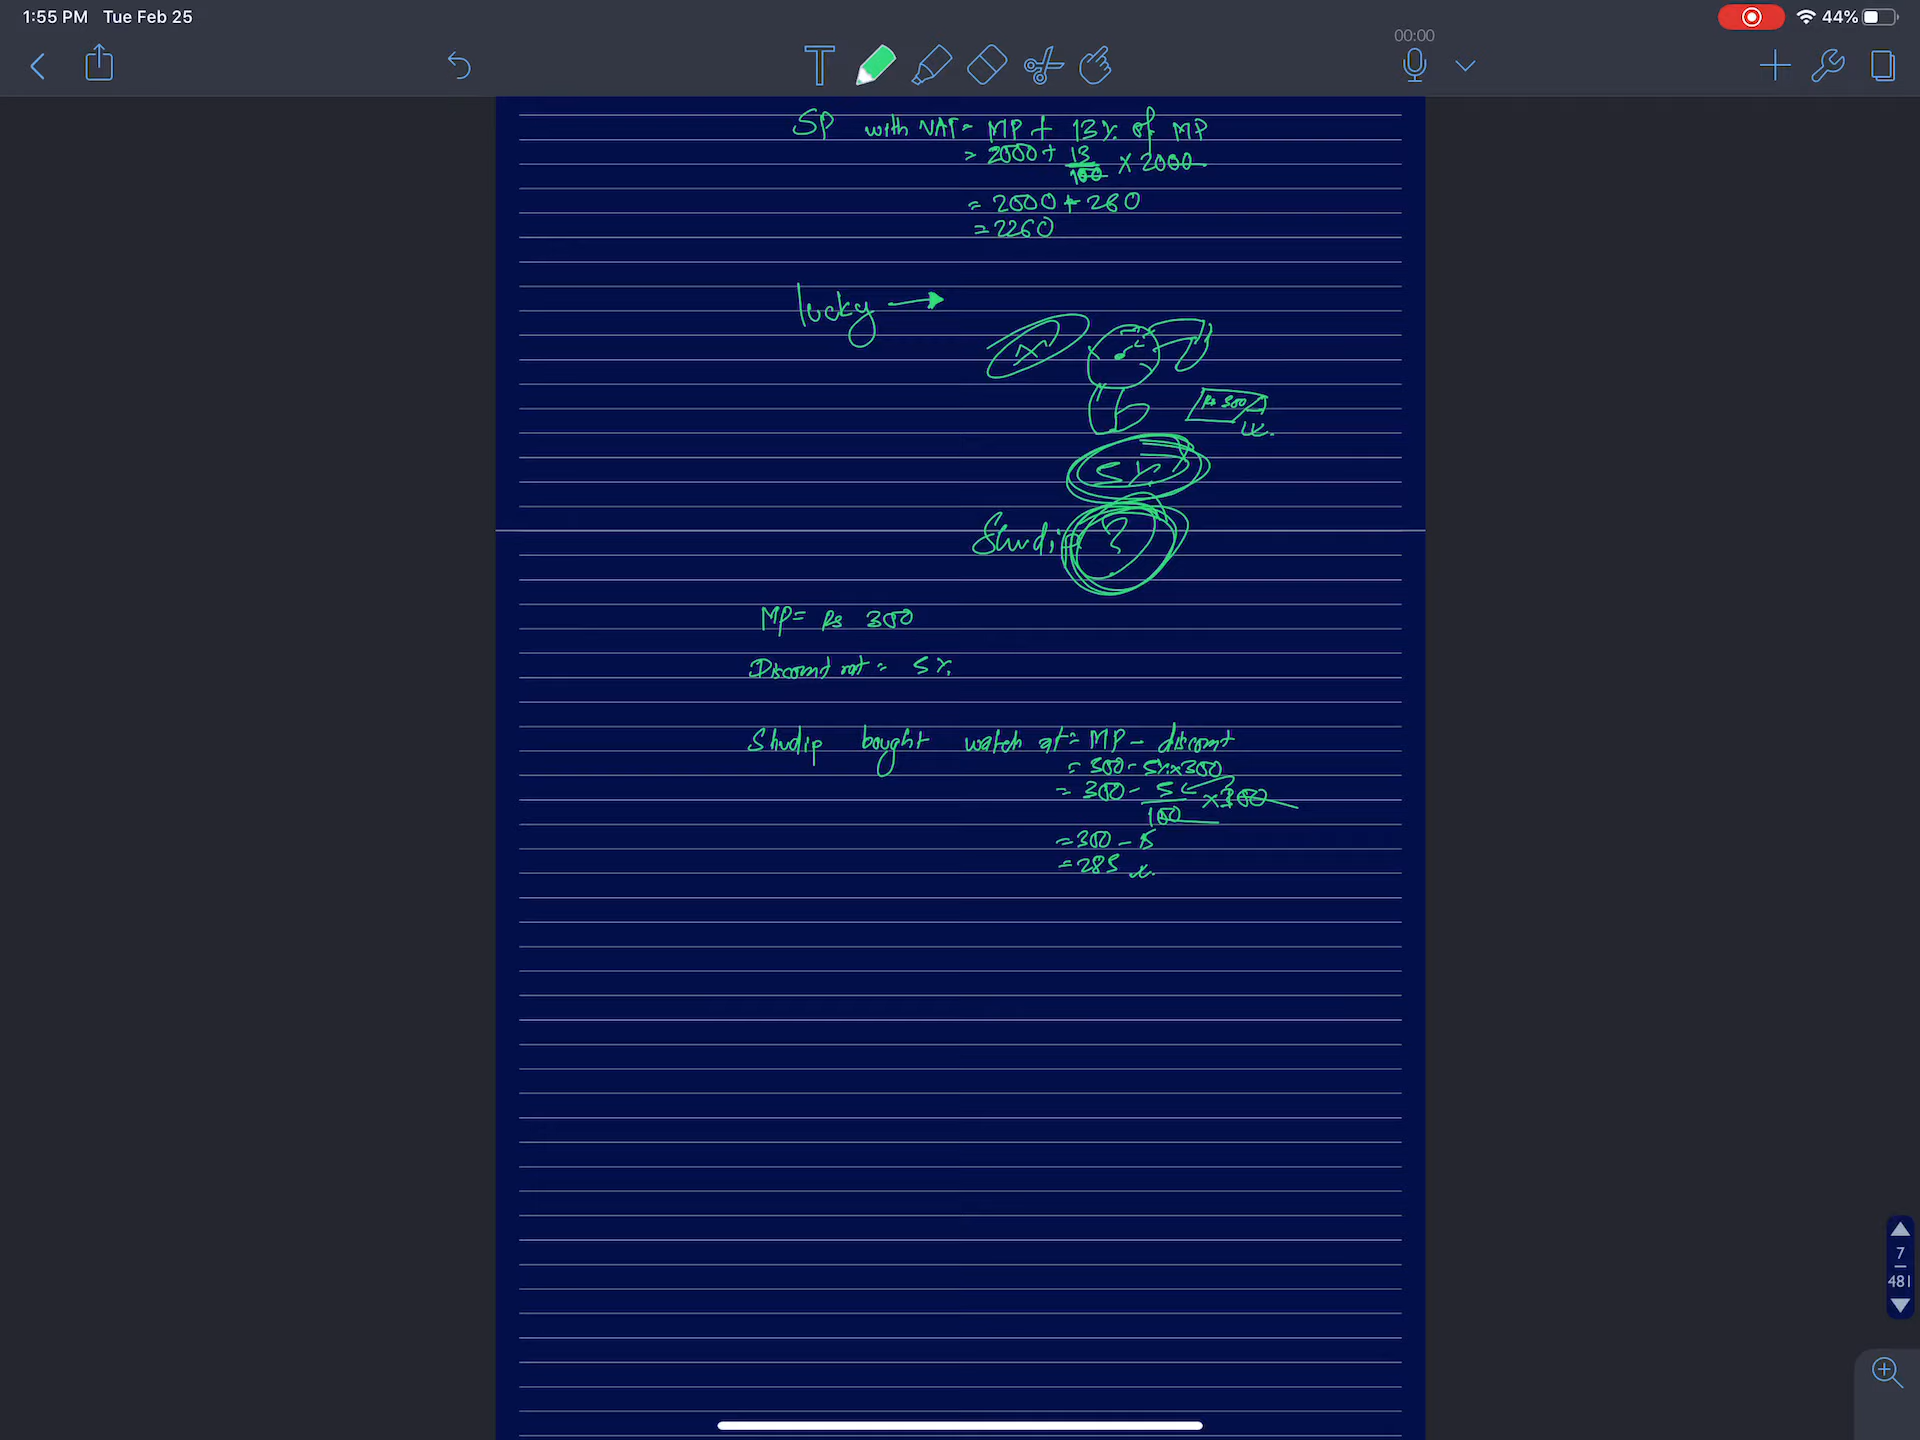 1:55 PM Tue Feb 25
44%
00:00
SP with VAT = MP + 13% of MP
= 2000 + 13/100 × 2000
= 2000 + 260
= 2260
lucky →
Rs 300
5%
Shudip ?
MP = Rs 300
Discount rat = 5%
Shudip bought watch at = MP - discount
= 300 - 5% × 300
= 300 - 5/100 × 300
= 300 - 15
= 285
7
481